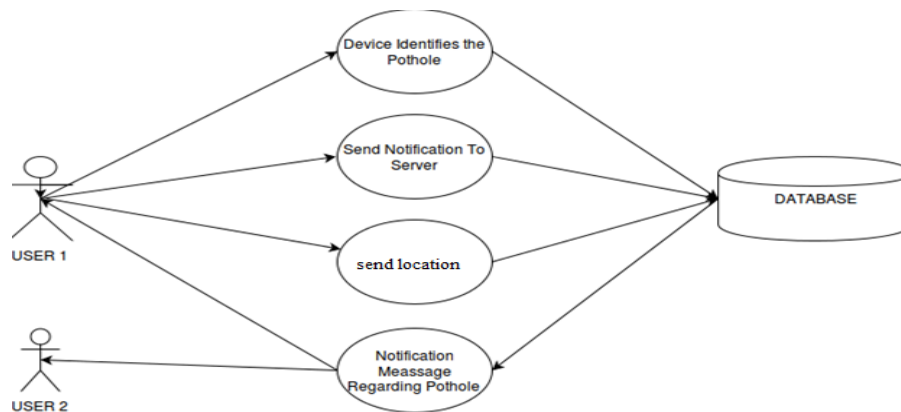 Device Identifies the
Pothole
Send Notification To
Server
DATABASE
USER 1
send location
Notification
Meassage
Regarding Pothole
USER 2